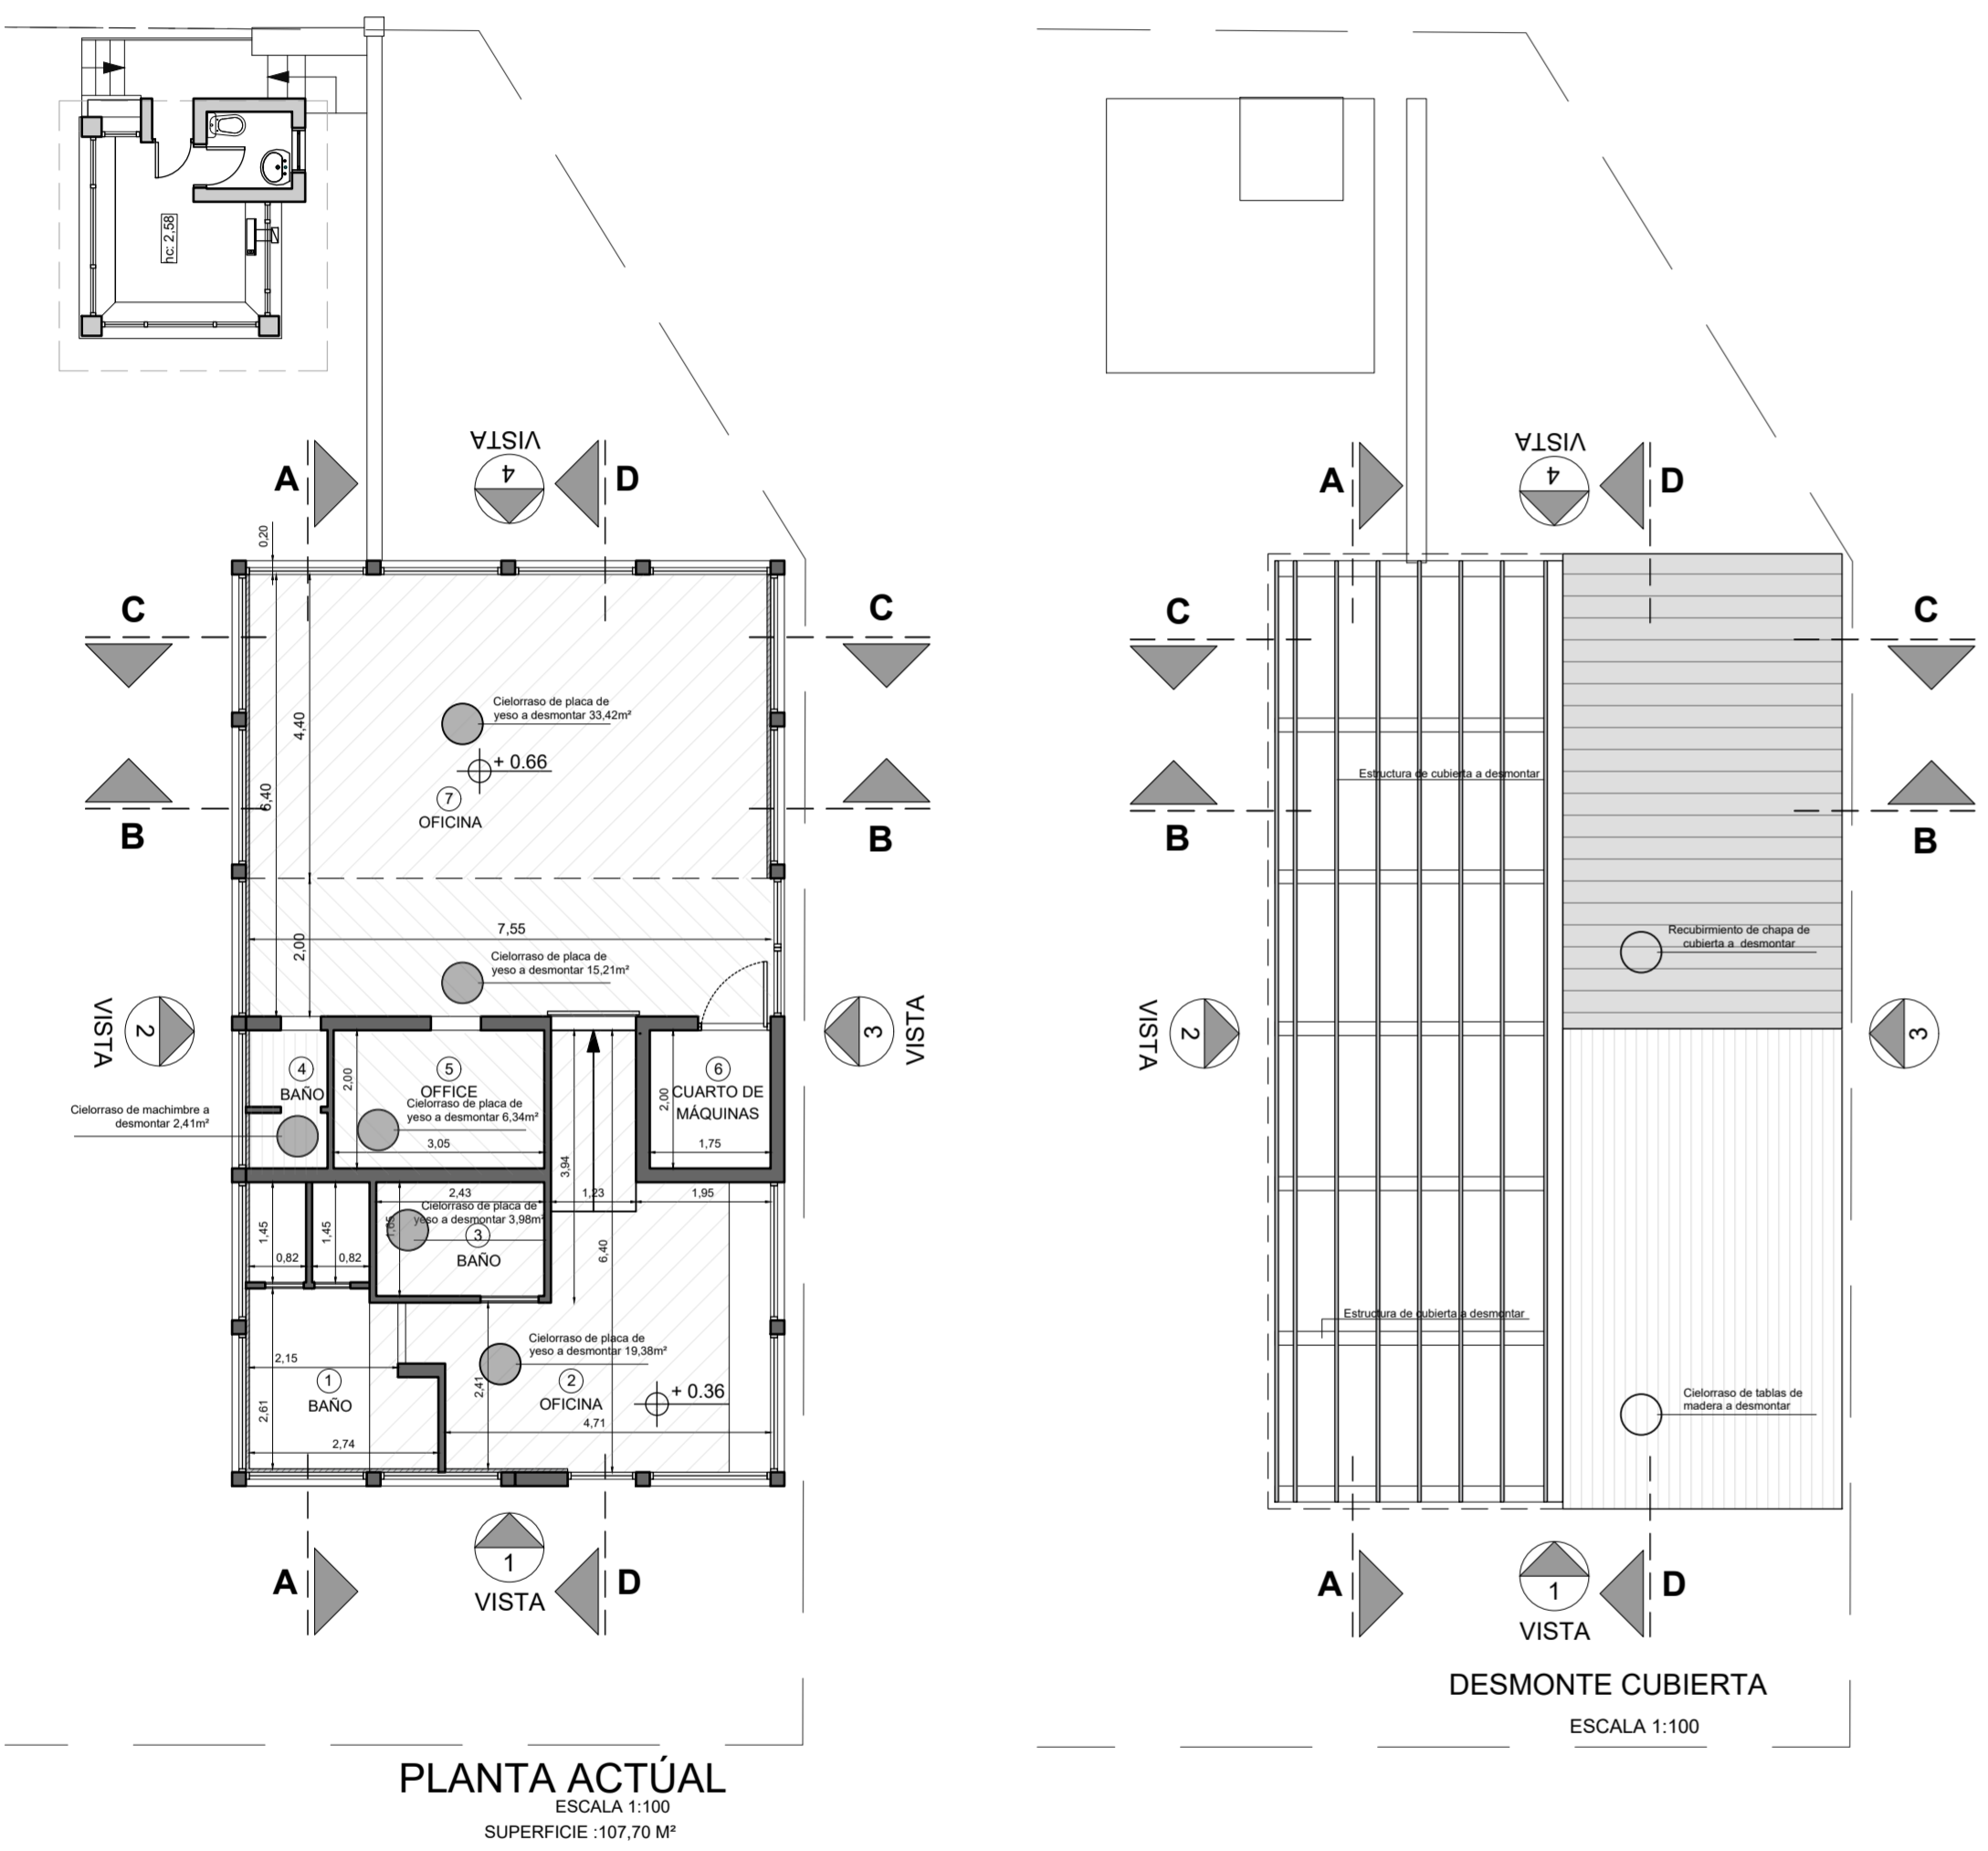 hc: 2,58
VISTA
4
A
D
0,20
C
C
4,40
Cielorraso de placa de
yeso a desmontar 33,42m²
+ 0.66
6,40
7
OFICINA
B
B
7,55
2,00
Cielorraso de placa de
yeso a desmontar 15,21m²
VISTA
2
3
VISTA
4
BAÑO
2,00
5
OFFICE
Cielorraso de placa de
yeso a desmontar 6,34m²
3,05
6
CUARTO DE
MÁQUINAS
2,00
1,75
Cielorraso de machimbre a
desmontar 2,41m²
3,94
2,43
1,23
1,95
Cielorraso de placa de
yeso a desmontar 3,98m²
1,65
3
BAÑO
1,45
0,82
1,45
0,82
6,40
Cielorraso de placa de
yeso a desmontar 19,38m²
2,15
1
BAÑO
2,61
2,74
2,41
2
OFICINA
+ 0.36
4,71
A
1
VISTA
D
PLANTA ACTÚAL
ESCALA 1:100
SUPERFICIE :107,70 M²
VISTA
4
A
D
C
C
Estructura de cubierta a desmontar
B
B
Recubirmiento de chapa de
cubierta a desmontar
VISTA
2
3
Estructura de cubierta a desmontar
Cielorraso de tablas de
madera a desmontar
A
1
VISTA
D
DESMONTE CUBIERTA
ESCALA 1:100